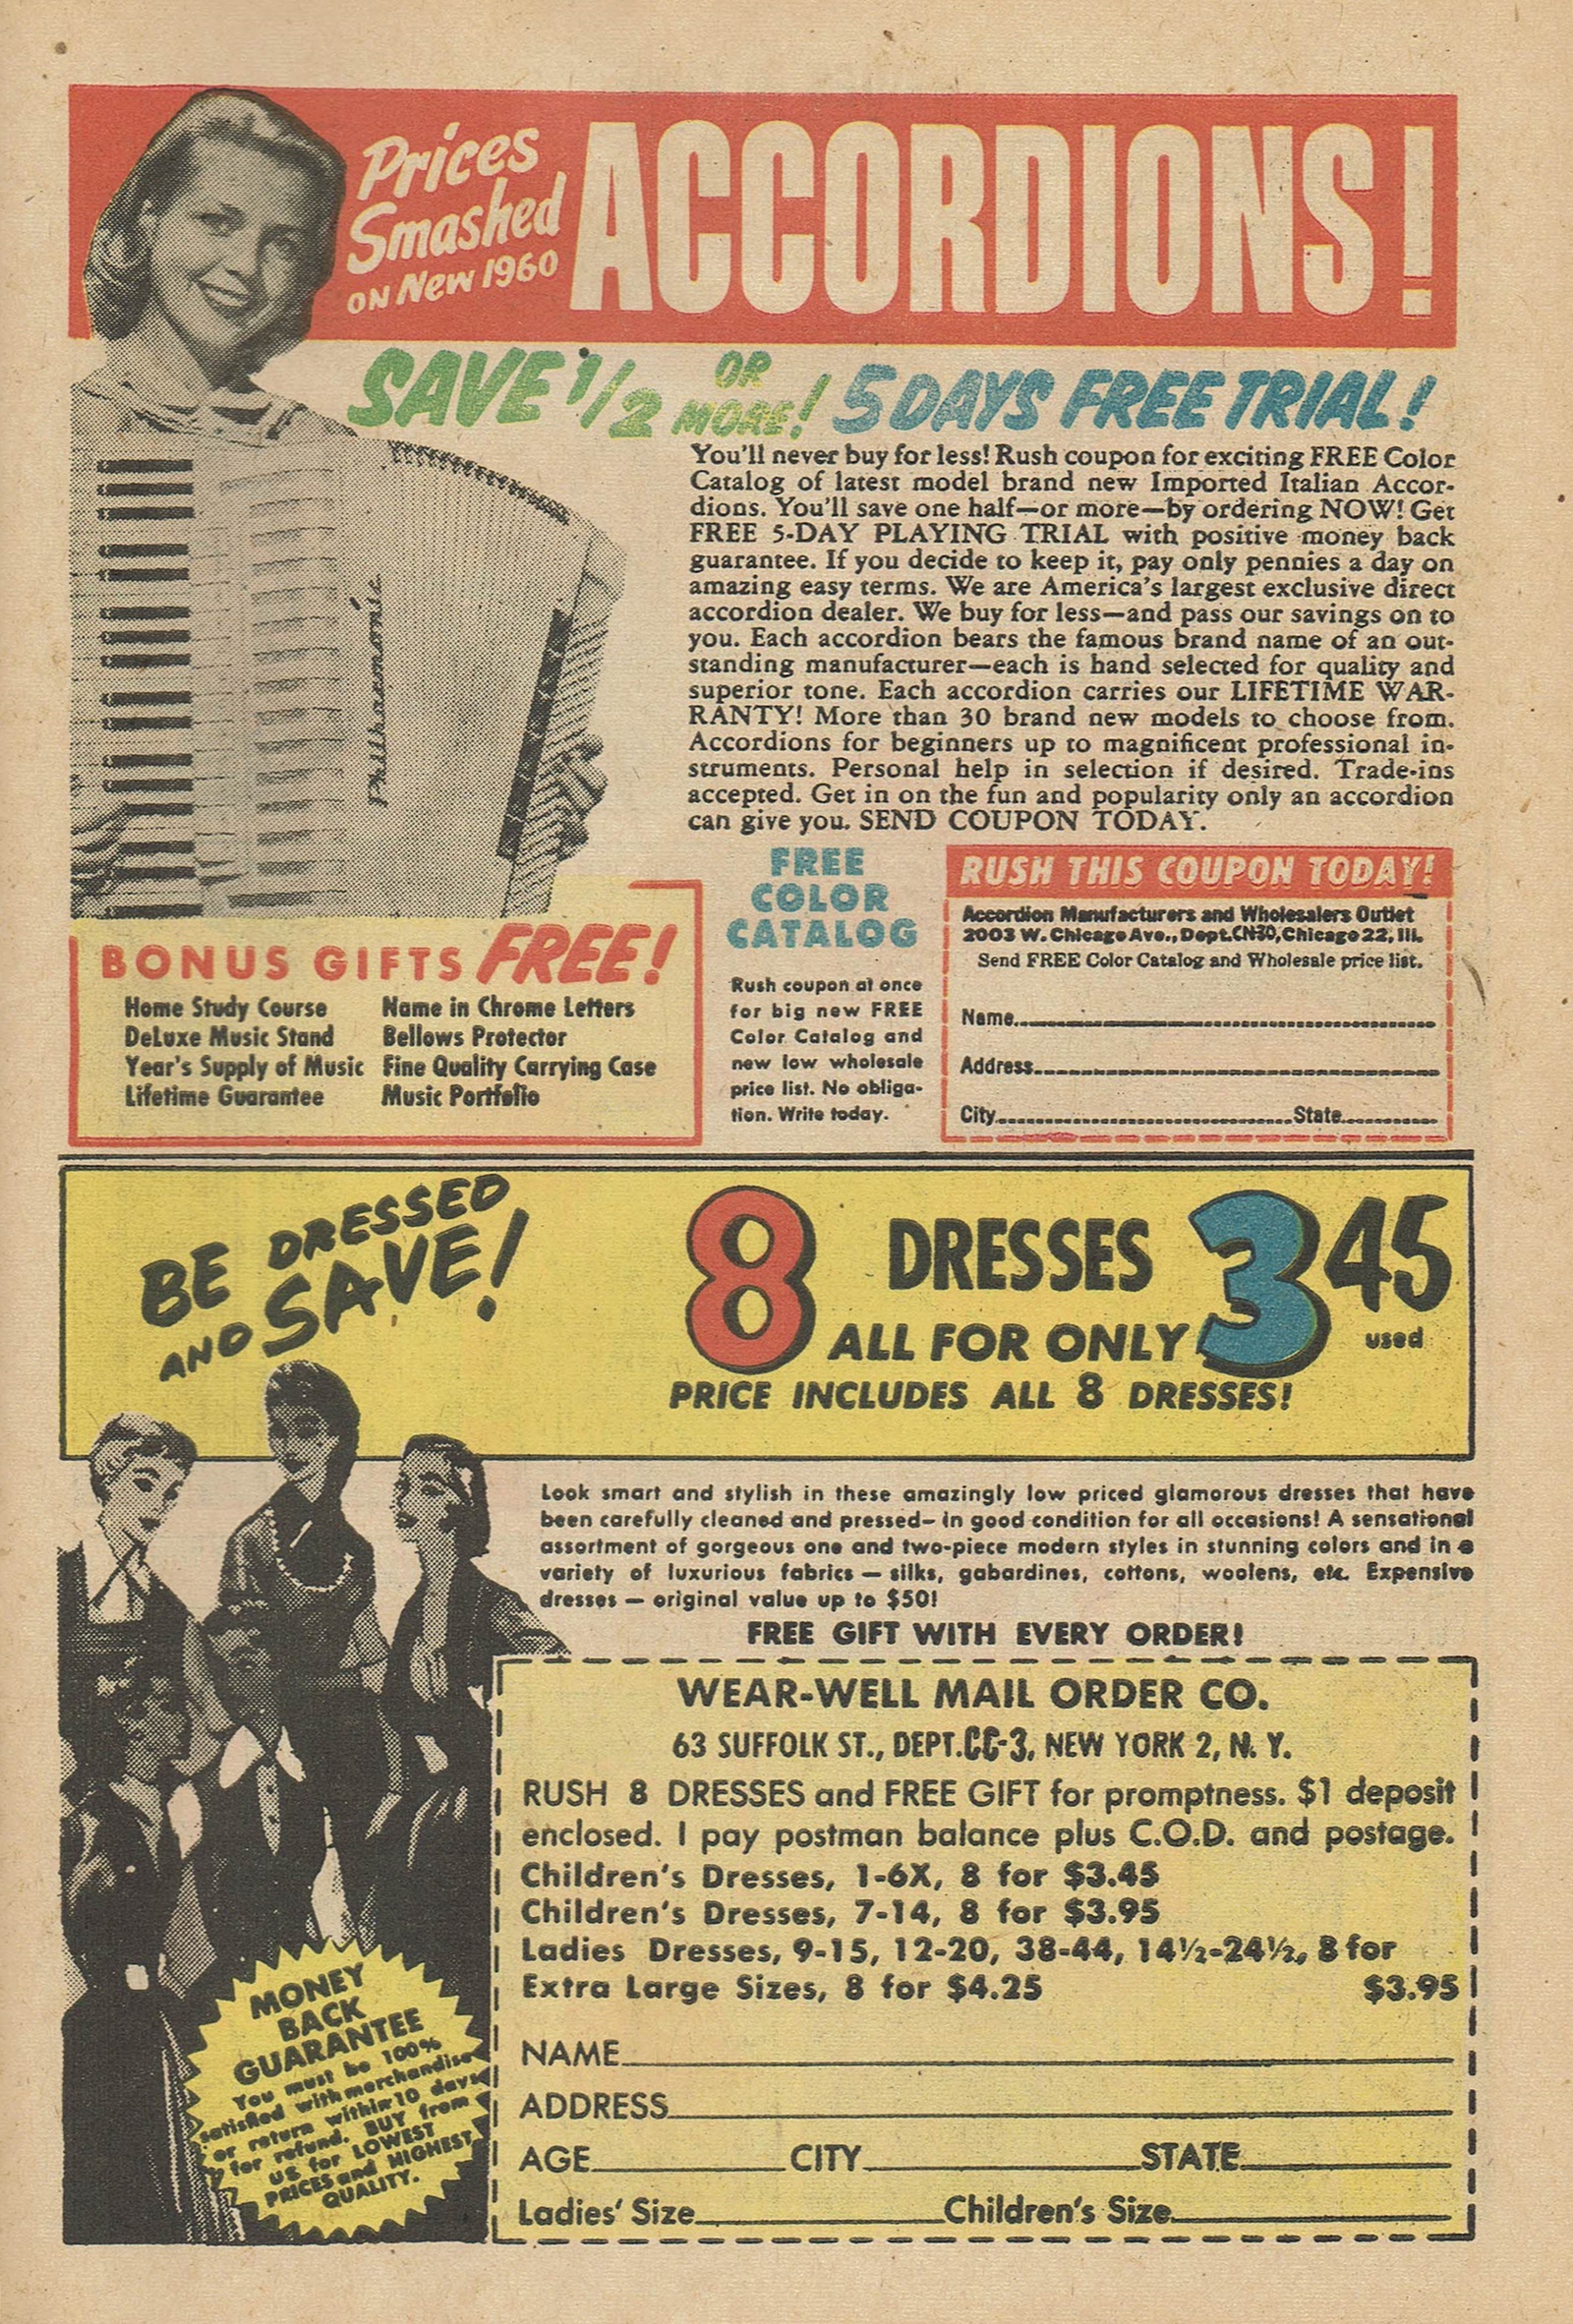 Prices
Smashed
ON New 1960
ACCORDIONS!
SAVE 1/2 OR MORE! 5 DAYS FREE TRIAL!
You'll never buy for less! Rush coupon for exciting FREE Color
Catalog of latest model brand new Imported Italian Accor-
dions. You'll save one half—or more—by ordering NOW! Get
FREE 5-DAY PLAYING TRIAL with positive money back
guarantee. If you decide to keep it, pay only pennies a day on
amazing easy terms. We are America's largest exclusive direct
accordion dealer. We buy for less—and pass our savings on to
you. Each accordion bears the famous brand name of an out-
standing manufacturer—each is hand selected for quality and
superior tone. Each accordion carries our LIFETIME WAR-
RANTY! More than 30 brand new models to choose from.
Accordions for beginners up to magnificent professional in-
struments. Personal help in selection if desired. Trade-ins
accepted. Get in on the fun and popularity only an accordion
can give you. SEND COUPON TODAY.
Philharmonic
BONUS GIFTS FREE!
Home Study Course
DeLuxe Music Stand
Year's Supply of Music
Lifetime Guarantee
Name in Chrome Letters
Bellows Protector
Fine Quality Carrying Case
Music Portfolio
FREE
COLOR
CATALOG
Rush coupon at once
for big new FREE
Color Catalog and
new low wholesale
price list. No obliga-
tion. Write today.
RUSH THIS COUPON TODAY!
Accordion Manufacturers and Wholesalers Outlet
2003 W. Chicago Ave., Dept. CN30, Chicago 22, Ill.
Send FREE Color Catalog and Wholesale price list.
Name
Address
City State
BE DRESSED
AND SAVE!
8 DRESSES 3 45
ALL FOR ONLY used
PRICE INCLUDES ALL 8 DRESSES!
Look smart and stylish in these amazingly low priced glamorous dresses that have
been carefully cleaned and pressed— in good condition for all occasions! A sensational
assortment of gorgeous one and two-piece modern styles in stunning colors and in a
variety of luxurious fabrics — silks, gabardines, cottons, woolens, etc. Expensive
dresses — original value up to $50!
FREE GIFT WITH EVERY ORDER!
WEAR-WELL MAIL ORDER CO.
63 SUFFOLK ST., DEPT. CC-3, NEW YORK 2, N. Y.
RUSH 8 DRESSES and FREE GIFT for promptness. $1 deposit
enclosed. I pay postman balance plus C.O.D. and postage.
Children's Dresses, 1-6X, 8 for $3.45
Children's Dresses, 7-14, 8 for $3.95
Ladies Dresses, 9-15, 12-20, 38-44, 14½-24½, 8 for
Extra Large Sizes, 8 for $4.25 $3.95
NAME
ADDRESS
AGE CITY STATE
Ladies' Size Children's Size
MONEY
BACK
GUARANTEE
You must be 100%
satisfied with merchandise
or return within 10 days
for refund. BUY from
us for LOWEST
PRICES and HIGHEST
QUALITY.